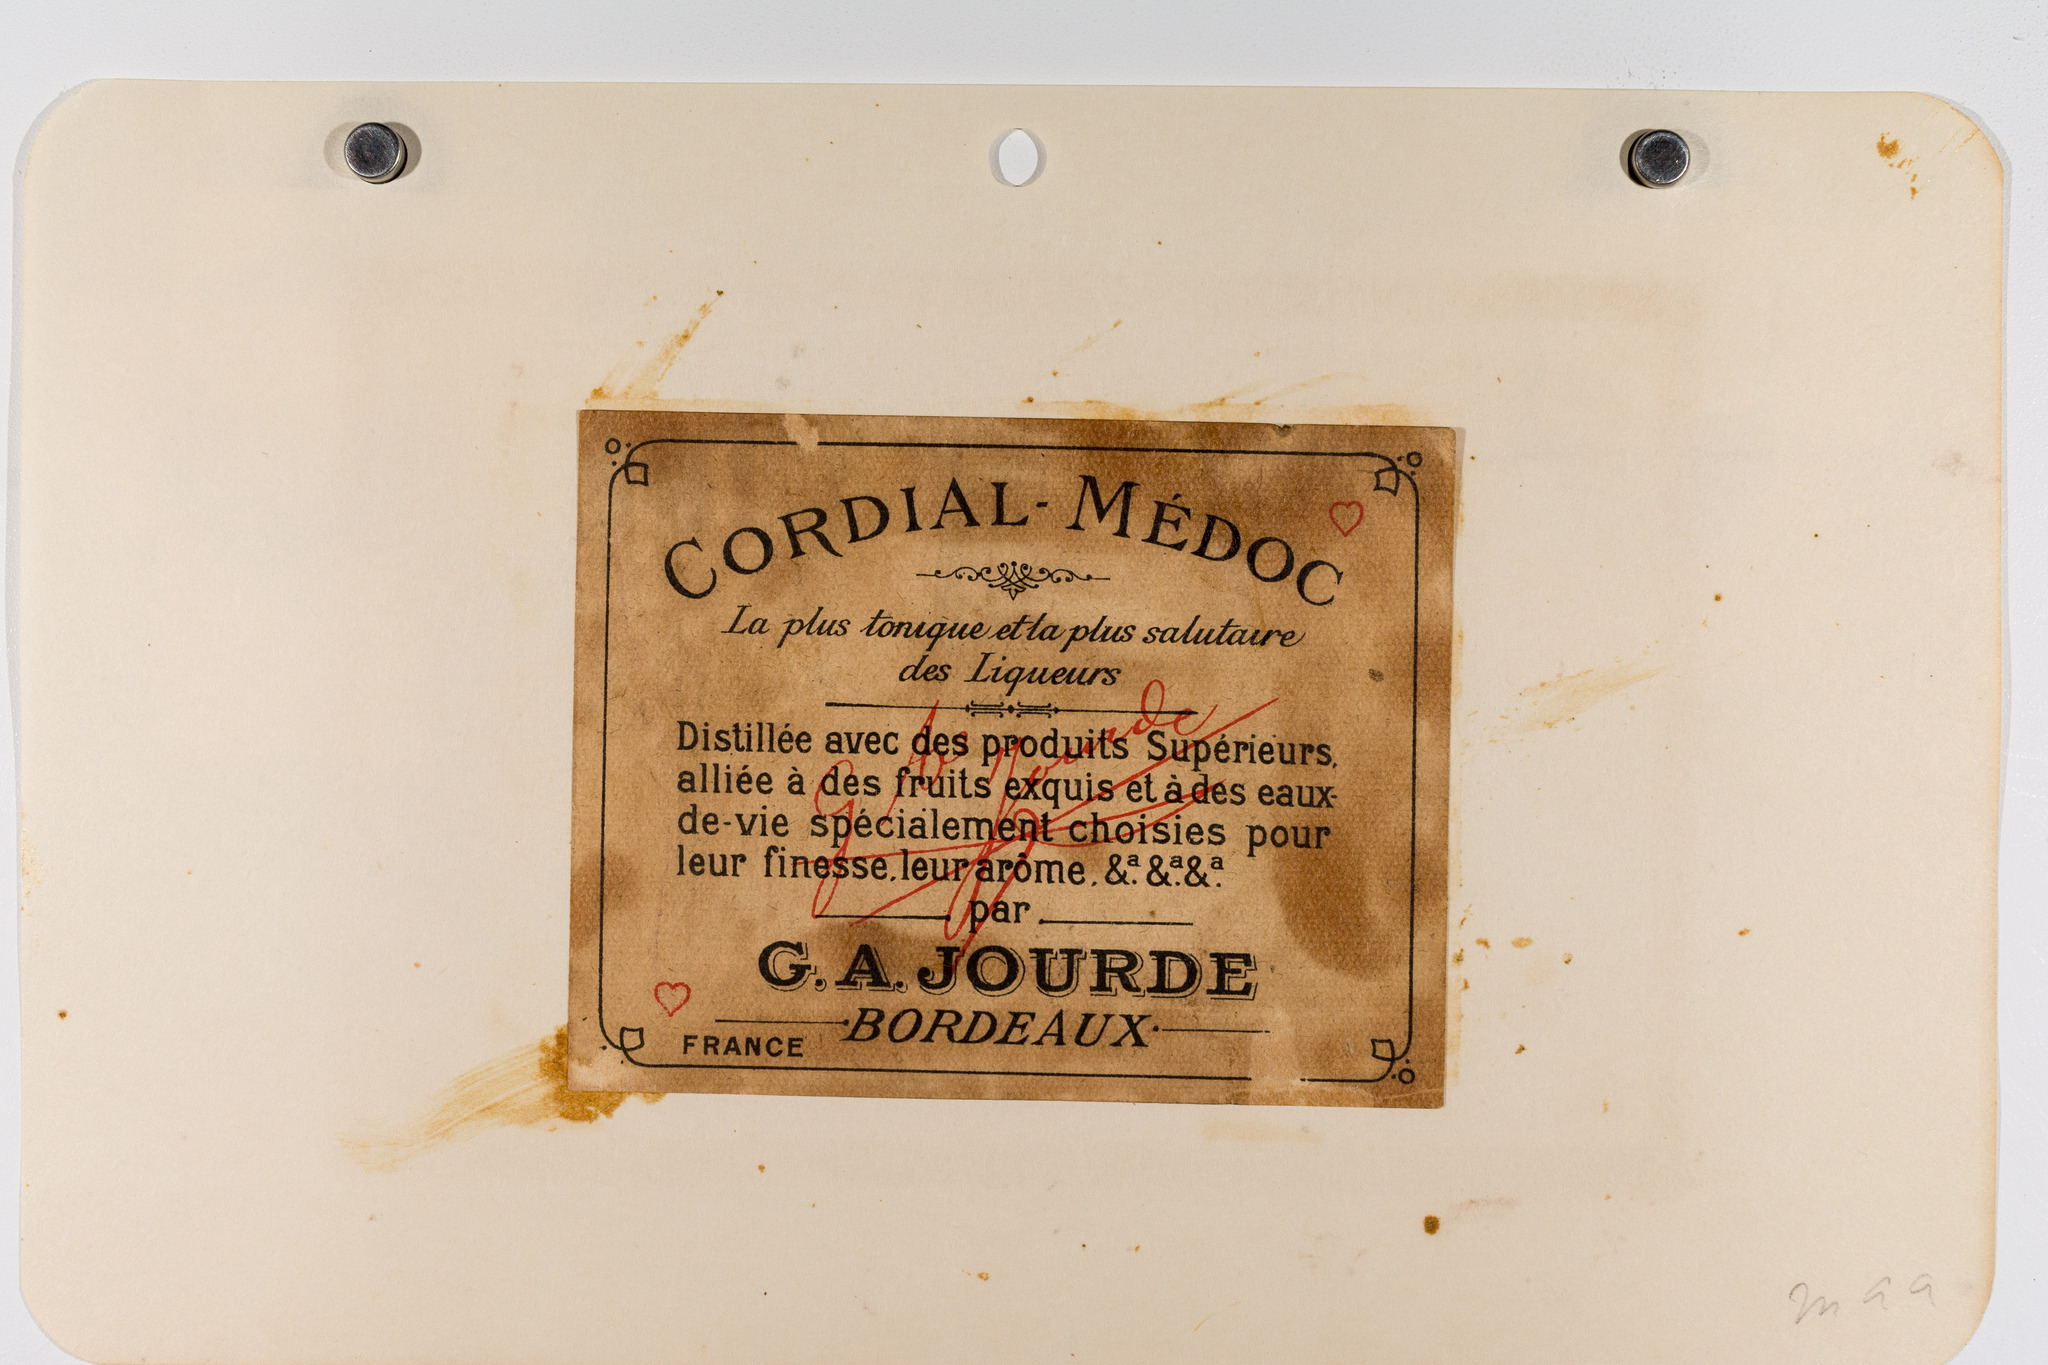 CORDIAL-MÉDOC
La plus tonique et la plus salutaire
des Liqueurs
Distillée avec des produits Supérieurs,
alliée à des fruits exquis et à des eaux-
de-vie spécialement choisies pour
leur finesse, leur arôme, &ª. &ª. &ª.
par
G. A. Jourde
G. A. JOURDE
BORDEAUX
FRANCE